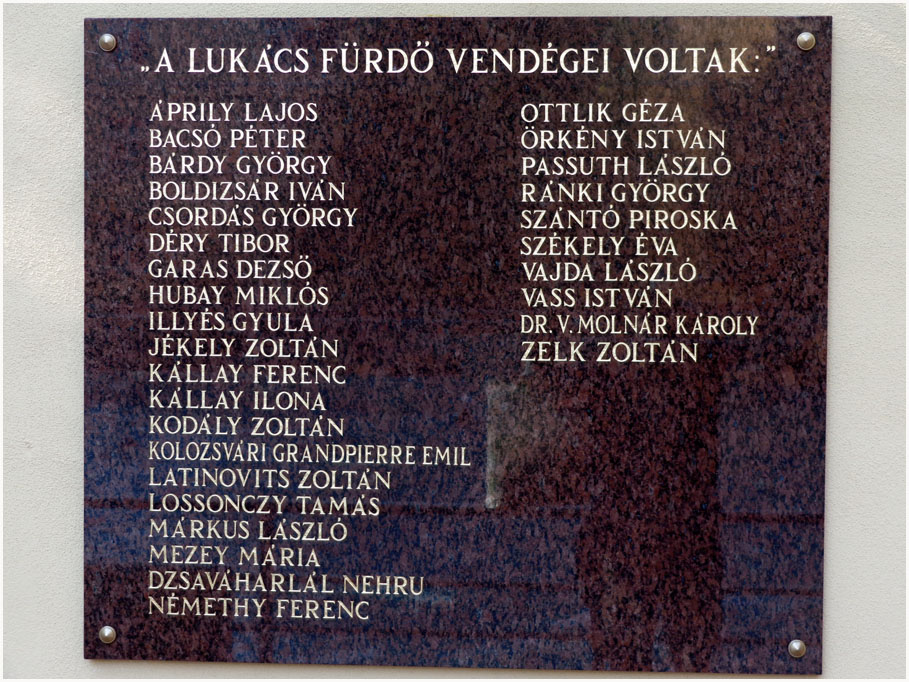 „A LUKÁCS FÜRDŐ VENDÉGEI VOLTAK:”
ÁPRILY LAJOS
BACSÓ PÉTER
BÁRDY GYÖRGY
BOLDIZSÁR IVÁN
CSORDÁS GYÖRGY
DÉRY TIBOR
GARAS DEZSŐ
HUBAY MIKLÓS
ILLYÉS GYULA
JÉKELY ZOLTÁN
KÁLLAY FERENC
KÁLLAY ILONA
KODÁLY ZOLTÁN
KOLOZSVÁRI GRANDPIERRE EMIL
LATINOVITS ZOLTÁN
LOSSONCZY TAMÁS
MÁRKUS LÁSZLÓ
MEZEY MÁRIA
DZSAVÁHARLÁL NEHRU
NÉMETHY FERENC
OTTLIK GÉZA
ÖRKÉNY ISTVÁN
PASSUTH LÁSZLÓ
RÁNKI GYÖRGY
SZÁNTÓ PIROSKA
SZÉKELY ÉVA
VAJDA LÁSZLÓ
VASS ISTVÁN
DR. V. MOLNÁR KÁROLY
ZELK ZOLTÁN